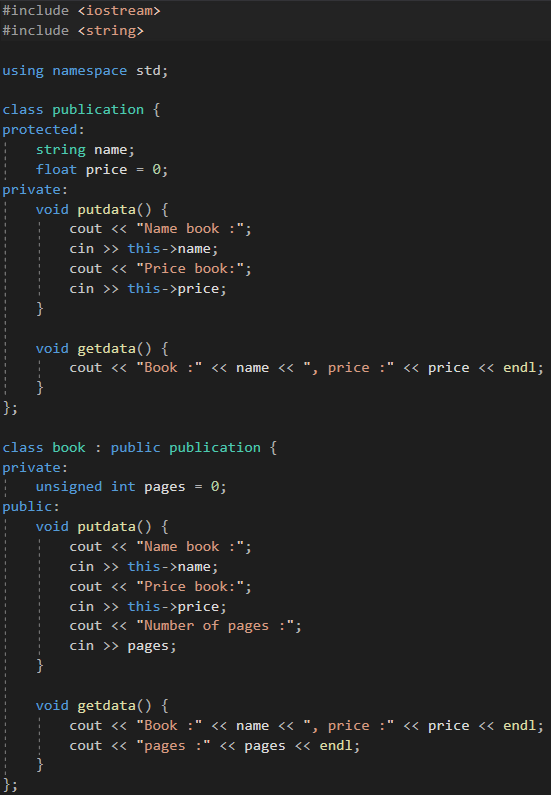 #include <iostream>
#include <string>
using namespace std;
class publication {
protected:
    string name;
    float price = 0;
private:
    void putdata() {
        cout << "Name book :";
        cin >> this->name;
        cout << "Price book:";
        cin >> this->price;
    }
    void getdata() {
        cout << "Book :" << name << ", price :" << price << endl;
    }
};
class book : public publication {
private:
    unsigned int pages = 0;
public:
    void putdata() {
        cout << "Name book :";
        cin >> this->name;
        cout << "Price book:";
        cin >> this->price;
        cout << "Number of pages :";
        cin >> pages;
    }
    void getdata() {
        cout << "Book :" << name << ", price :" << price << endl;
        cout << "pages :" << pages << endl;
    }
};